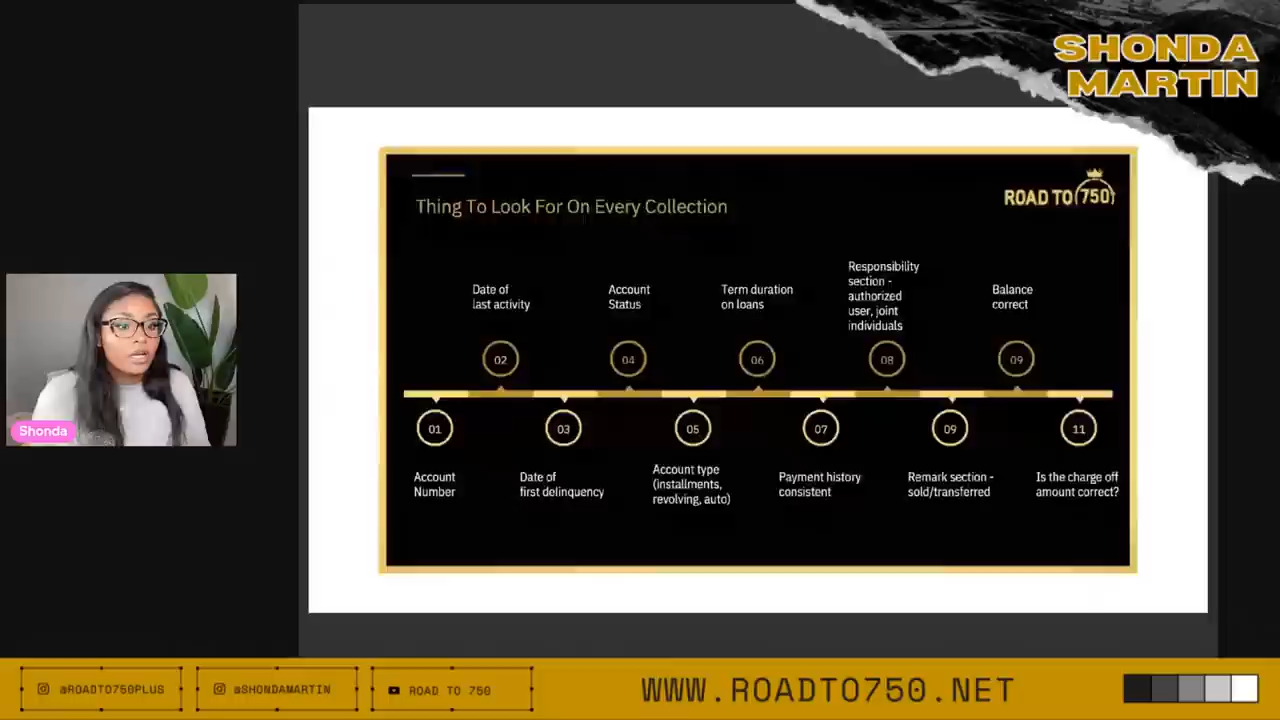 SHONDA
MARTIN
ROAD TO 750
Thing To Look For On Every Collection
Date of
last activity
Account
Status
Term duration
on loans
Responsibility
section -
authorized
user, joint
individuals
Balance
correct
02
04
06
08
09
01
03
05
07
09
11
Account
Number
Date of
first delinquency
Account type
(installments,
revolving, auto)
Payment history
consistent
Remark section -
sold/transferred
Is the charge off
amount correct?
Shonda
@ROADTO750PLUS
@SHONDAMARTIN
ROAD TO 750
WWW.ROADTO750.NET